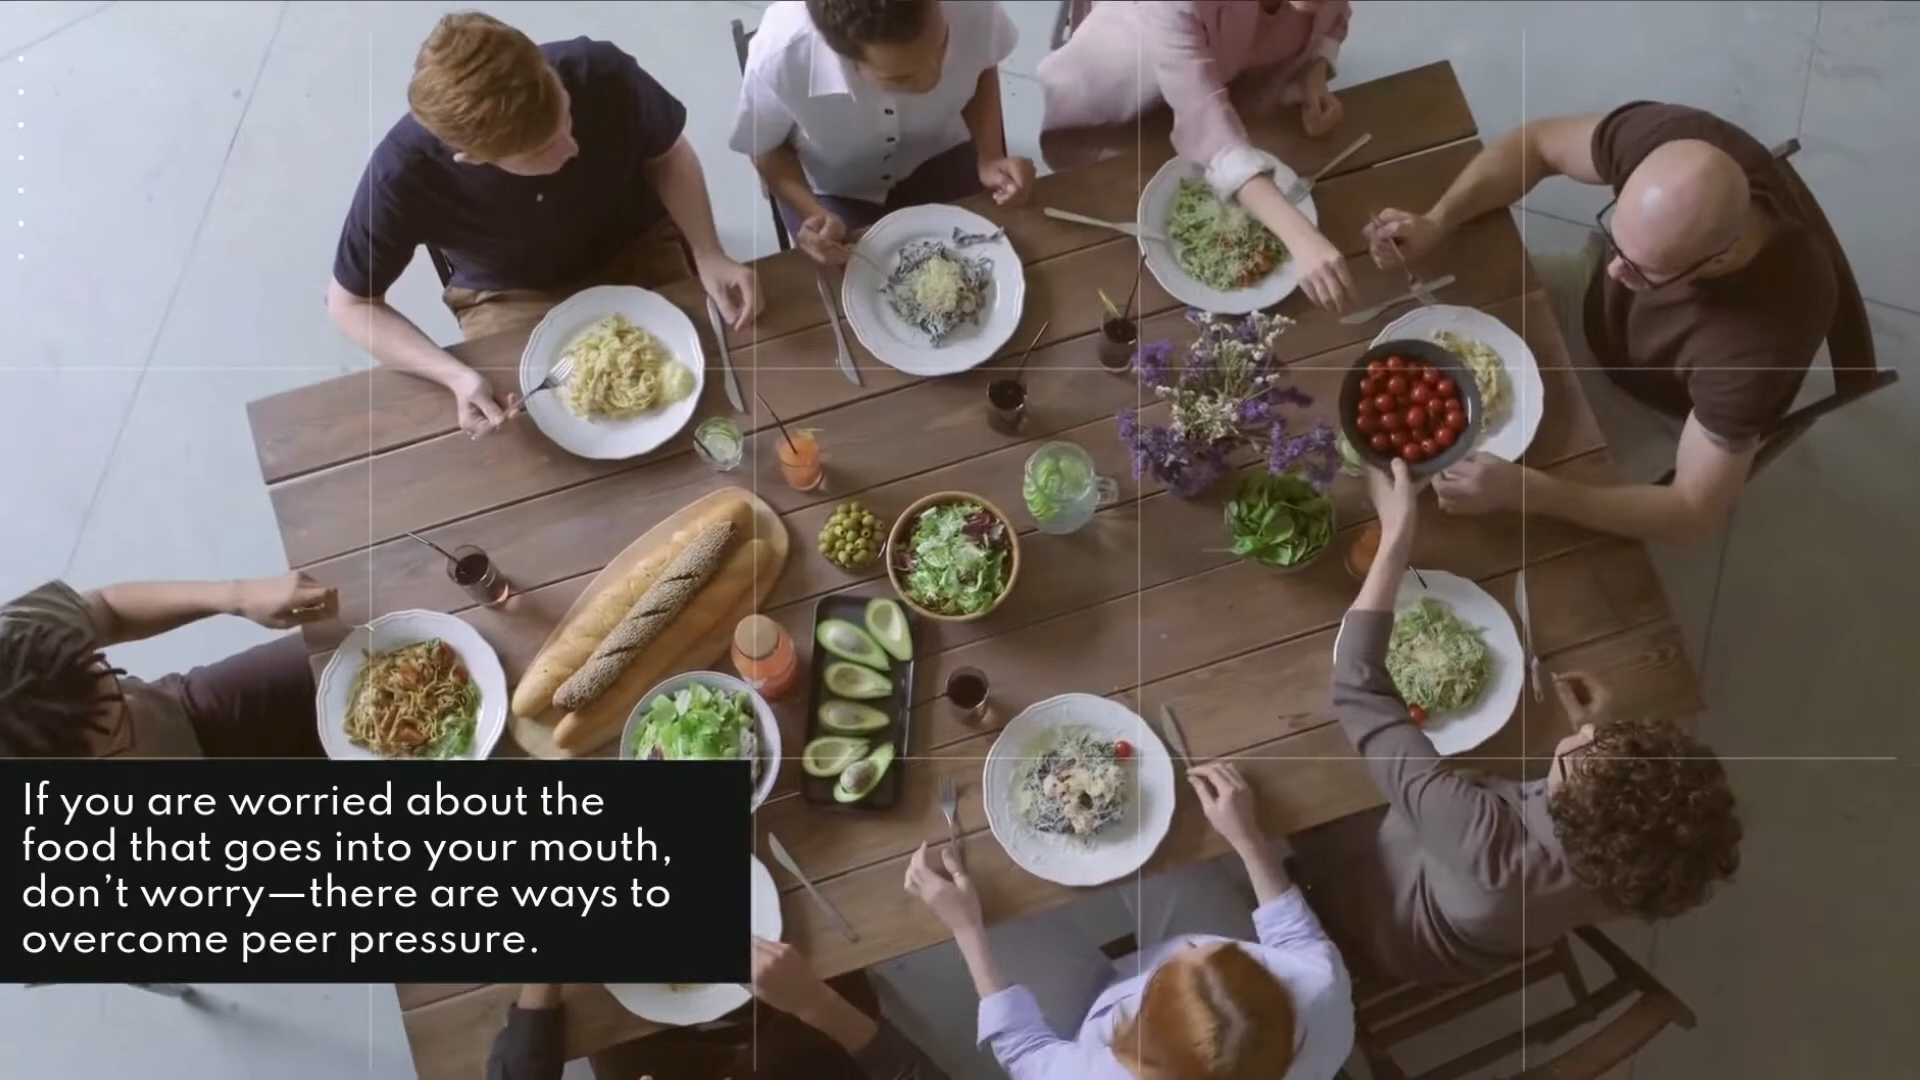 If you are worried about the
food that goes into your mouth,
don't worry—there are ways to
overcome peer pressure.